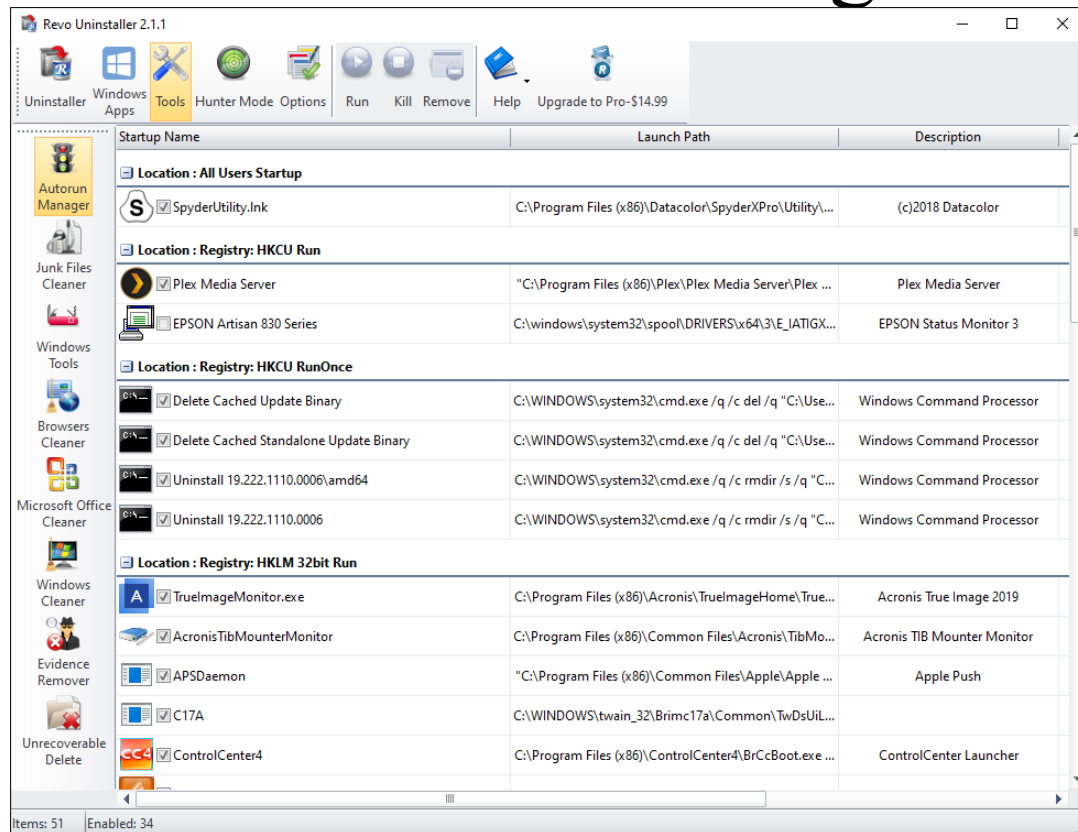 Revo Uninstaller 2.1.1
Uninstaller
Windows Apps
Tools
Hunter Mode
Options
Run
Kill
Remove
Help
Upgrade to Pro-$14.99
Autorun Manager
Junk Files Cleaner
Windows Tools
Browsers Cleaner
Microsoft Office Cleaner
Windows Cleaner
Evidence Remover
Unrecoverable Delete
Startup Name Launch Path Description
Location : All Users Startup
SpyderUtility.lnk C:\Program Files (x86)\Datacolor\SpyderXPro\Utility\... (c)2018 Datacolor
Location : Registry: HKCU Run
Plex Media Server "C:\Program Files (x86)\Plex\Plex Media Server\Plex ... Plex Media Server
EPSON Artisan 830 Series C:\windows\system32\spool\DRIVERS\x64\3\E_IATIGX... EPSON Status Monitor 3
Location : Registry: HKCU RunOnce
Delete Cached Update Binary C:\WINDOWS\system32\cmd.exe /q /c del /q "C:\Use... Windows Command Processor
Delete Cached Standalone Update Binary C:\WINDOWS\system32\cmd.exe /q /c del /q "C:\Use... Windows Command Processor
Uninstall 19.222.1110.0006\amd64 C:\WINDOWS\system32\cmd.exe /q /c rmdir /s /q "C... Windows Command Processor
Uninstall 19.222.1110.0006 C:\WINDOWS\system32\cmd.exe /q /c rmdir /s /q "C... Windows Command Processor
Location : Registry: HKLM 32bit Run
TrueImageMonitor.exe C:\Program Files (x86)\Acronis\TrueImageHome\True... Acronis True Image 2019
AcronisTibMounterMonitor C:\Program Files (x86)\Common Files\Acronis\TibMo... Acronis TIB Mounter Monitor
APSDaemon "C:\Program Files (x86)\Common Files\Apple\Apple ... Apple Push
C17A C:\WINDOWS\twain_32\Brimc17a\Common\TwDsUiL...
CC4 ControlCenter4 C:\Program Files (x86)\ControlCenter4\BrCcBoot.exe ... ControlCenter Launcher
Items: 51 Enabled: 34